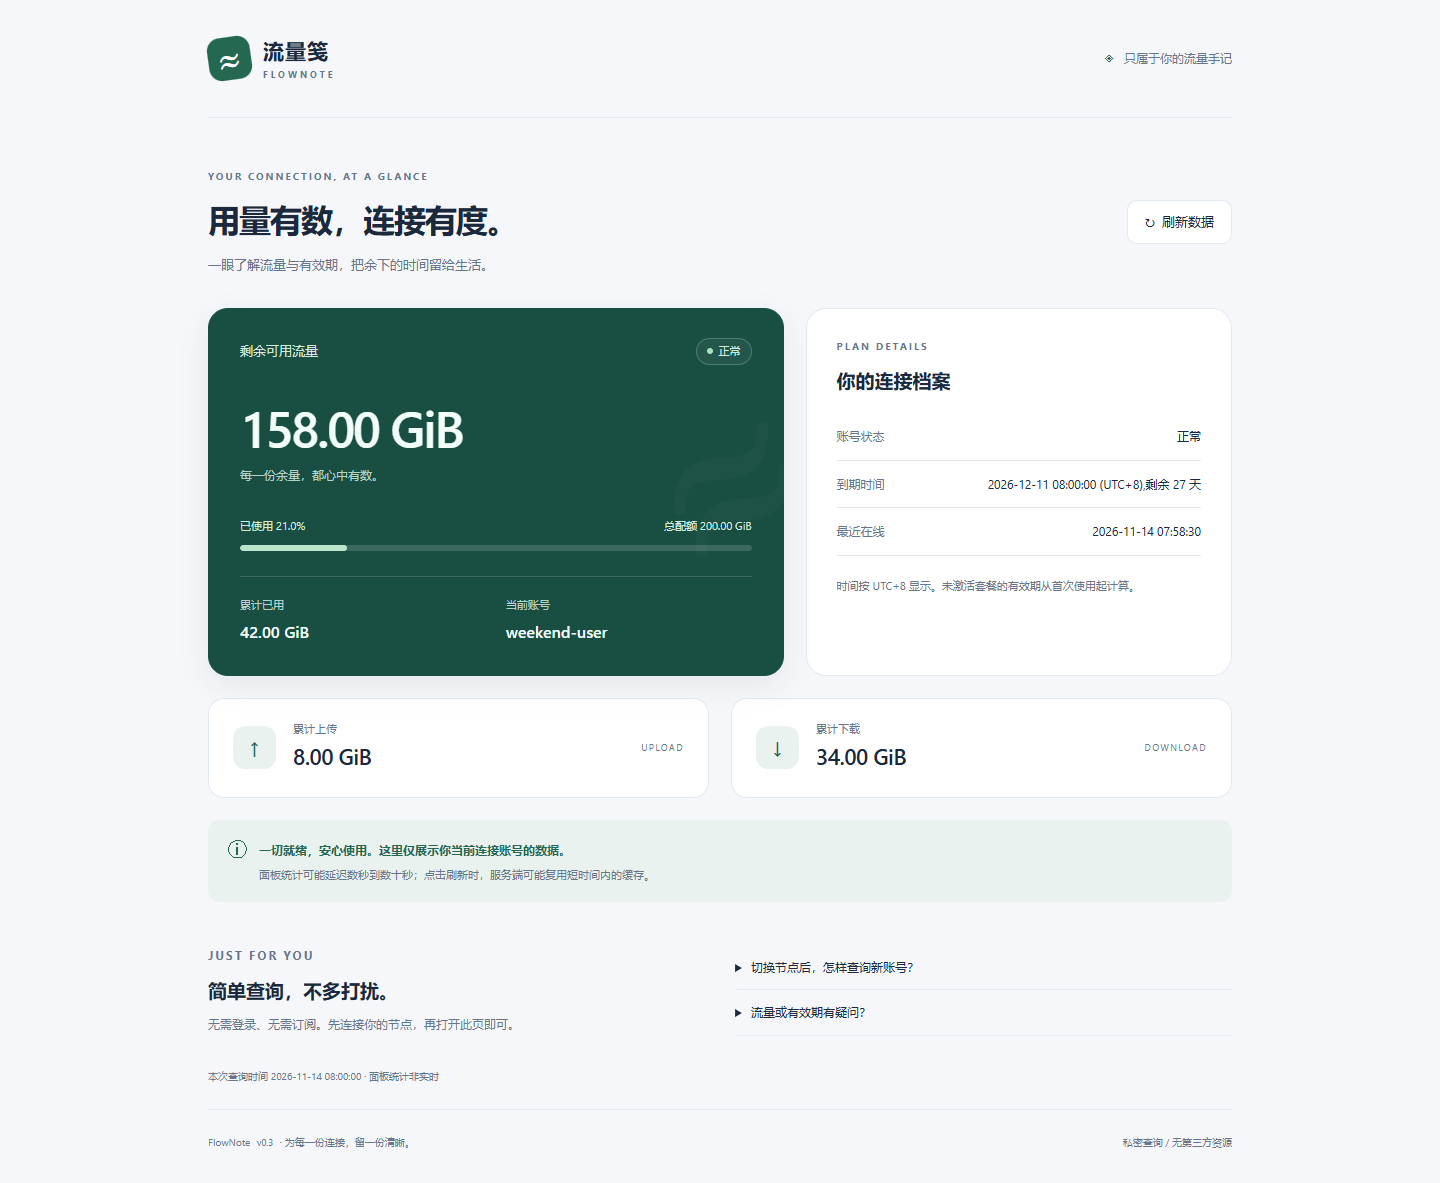 流量笺
FLOWNOTE
只属于你的流量手记
YOUR CONNECTION, AT A GLANCE
用量有数，连接有度。
刷新数据
一眼了解流量与有效期，把余下的时间留给生活。
剩余可用流量
正常
158.00 GiB
每一份余量，都心中有数。
已使用 21.0%
总配额 200.00 GiB
累计已用
42.00 GiB
当前账号
weekend-user
PLAN DETAILS
你的连接档案
账号状态
正常
到期时间
2026-12-11 08:00:00 (UTC+8),剩余 27 天
最近在线
2026-11-14 07:58:30
时间按 UTC+8 显示。未激活套餐的有效期从首次使用起计算。
累计上传
8.00 GiB
UPLOAD
累计下载
34.00 GiB
DOWNLOAD
一切就绪，安心使用。这里仅展示你当前连接账号的数据。
面板统计可能延迟数秒到数十秒；点击刷新时，服务端可能复用短时间内的缓存。
JUST FOR YOU
简单查询，不多打扰。
无需登录、无需订阅。先连接你的节点，再打开此页即可。
切换节点后，怎样查询新账号？
流量或有效期有疑问？
本次查询时间 2026-11-14 08:00:00 · 面板统计非实时
FlowNote v0.3 · 为每一份连接，留一份清晰。
私密查询 / 无第三方资源